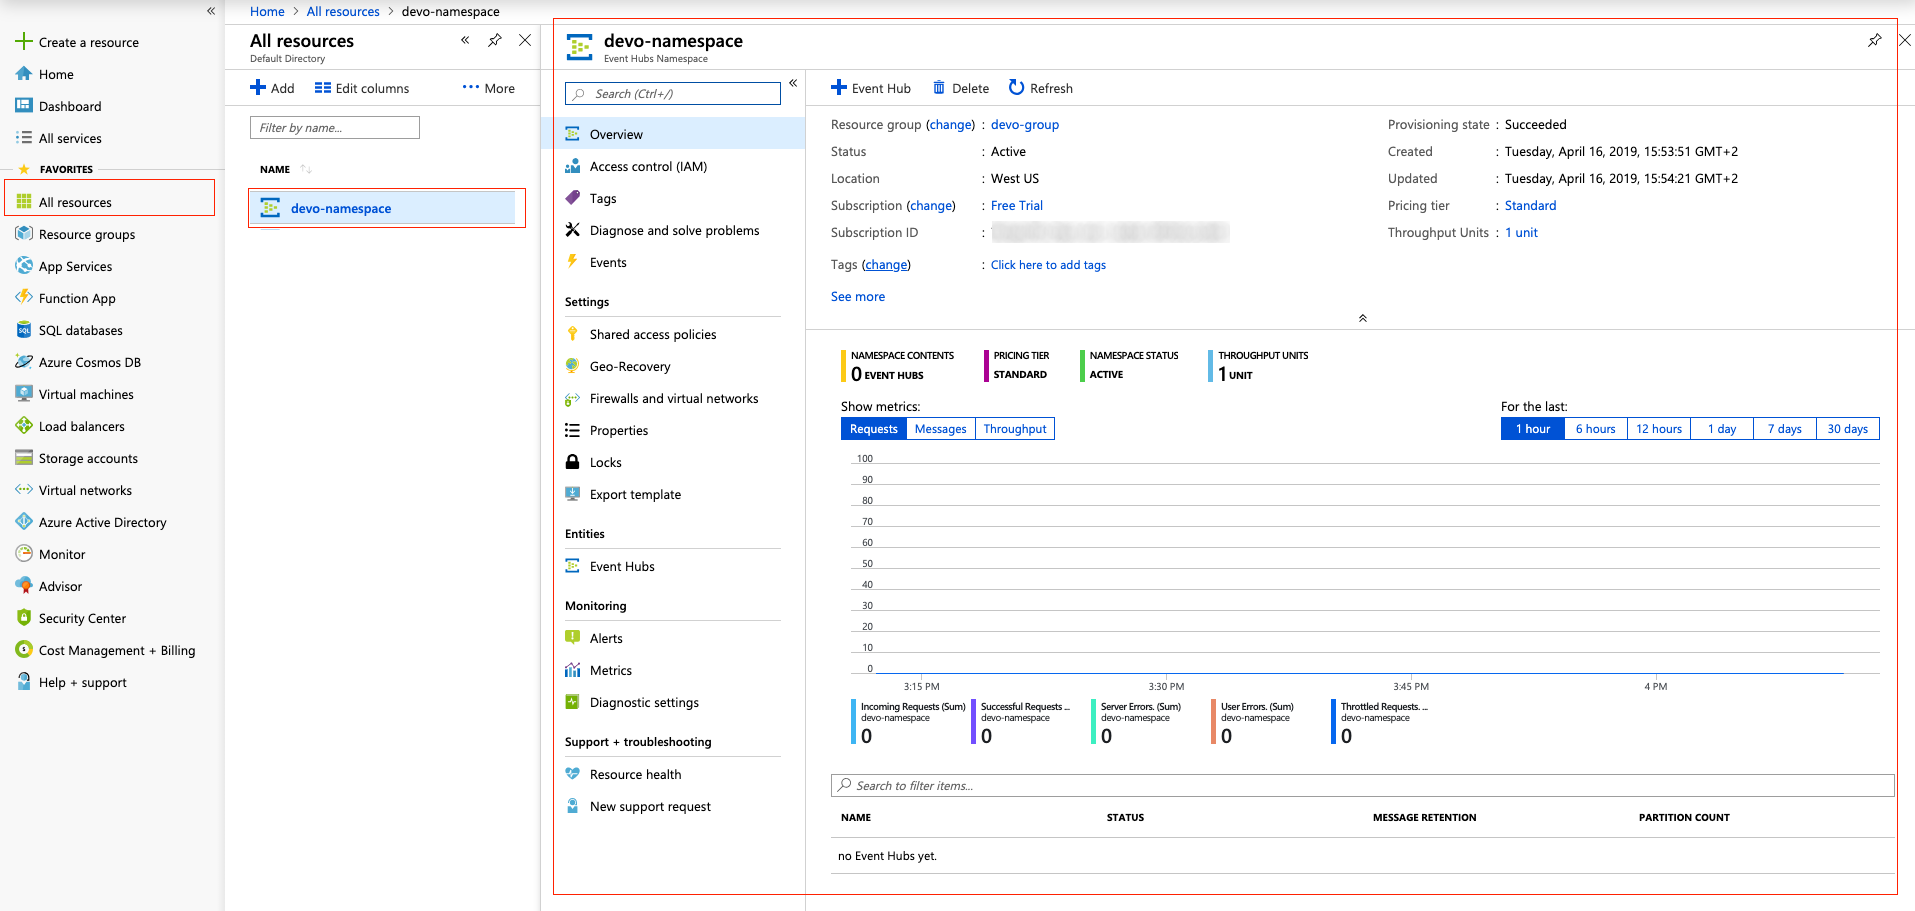 Home > All resources > devo-namespace
Create a resource
Home
Dashboard
All services
FAVORITES
All resources
Resource groups
App Services
Function App
SQL databases
Azure Cosmos DB
Virtual machines
Load balancers
Storage accounts
Virtual networks
Azure Active Directory
Monitor
Advisor
Security Center
Cost Management + Billing
Help + support
All resources
Default Directory
Add
Edit columns
More
Filter by name...
NAME
devo-namespace
devo-namespace
Event Hubs Namespace
Search (Ctrl+/)
Overview
Access control (IAM)
Tags
Diagnose and solve problems
Events
Settings
Shared access policies
Geo-Recovery
Firewalls and virtual networks
Properties
Locks
Export template
Entities
Event Hubs
Monitoring
Alerts
Metrics
Diagnostic settings
Support + troubleshooting
Resource health
New support request
Event Hub Delete Refresh
Resource group (change) : devo-group
Status : Active
Location : West US
Subscription (change) : Free Trial
Subscription ID :
Tags (change) : Click here to add tags
See more
Provisioning state : Succeeded
Created : Tuesday, April 16, 2019, 15:53:51 GMT+2
Updated : Tuesday, April 16, 2019, 15:54:21 GMT+2
Pricing tier : Standard
Throughput Units : 1 unit
NAMESPACE CONTENTS
0 EVENT HUBS
PRICING TIER
STANDARD
NAMESPACE STATUS
ACTIVE
THROUGHPUT UNITS
1 UNIT
Show metrics:
Requests Messages Throughput
For the last:
1 hour 6 hours 12 hours 1 day 7 days 30 days
100
90
80
70
60
50
40
30
20
10
0
3:15 PM 3:30 PM 3:45 PM 4 PM
Incoming Requests (Sum)
devo-namespace
0
Successful Requests ...
devo-namespace
0
Server Errors. (Sum)
devo-namespace
0
User Errors. (Sum)
devo-namespace
0
Throttled Requests. ...
devo-namespace
0
Search to filter items...
NAME STATUS MESSAGE RETENTION PARTITION COUNT
no Event Hubs yet.